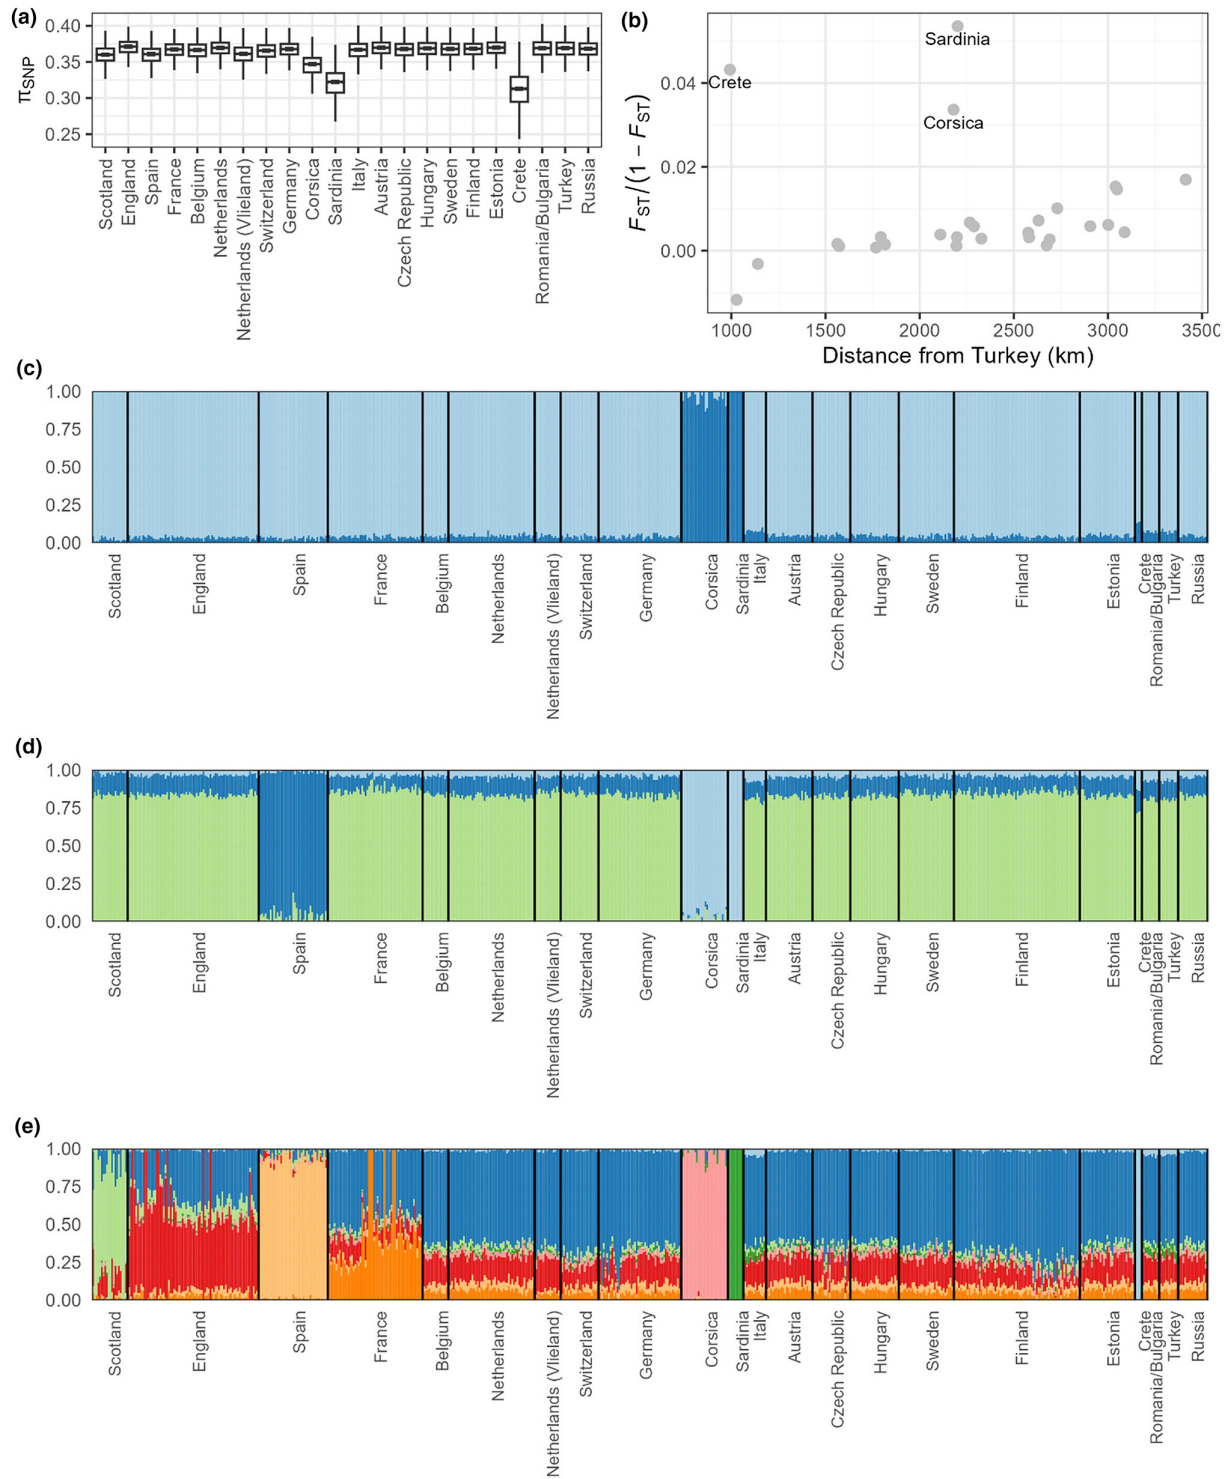 (a)
πSNP
0.40
0.35
0.30
0.25
Scotland
England
Spain
France
Belgium
Netherlands
Netherlands (Vlieland)
Switzerland
Germany
Corsica
Sardinia
Italy
Austria
Czech Republic
Hungary
Sweden
Finland
Estonia
Crete
Romania/Bulgaria
Turkey
Russia
(b)
FST/(1 − FST)
0.04
0.02
0.00
Sardinia
Crete
Corsica
1000 1500 2000 2500 3000 3500
Distance from Turkey (km)
(c)
1.00
0.75
0.50
0.25
0.00
Scotland
England
Spain
France
Belgium
Netherlands
Netherlands (Vlieland)
Switzerland
Germany
Corsica
Sardinia
Italy
Austria
Czech Republic
Hungary
Sweden
Finland
Estonia
Crete
Romania/Bulgaria
Turkey
Russia
(d)
1.00
0.75
0.50
0.25
0.00
Scotland
England
Spain
France
Belgium
Netherlands
Netherlands (Vlieland)
Switzerland
Germany
Corsica
Sardinia
Italy
Austria
Czech Republic
Hungary
Sweden
Finland
Estonia
Crete
Romania/Bulgaria
Turkey
Russia
(e)
1.00
0.75
0.50
0.25
0.00
Scotland
England
Spain
France
Belgium
Netherlands
Netherlands (Vlieland)
Switzerland
Germany
Corsica
Sardinia
Italy
Austria
Czech Republic
Hungary
Sweden
Finland
Estonia
Crete
Romania/Bulgaria
Turkey
Russia